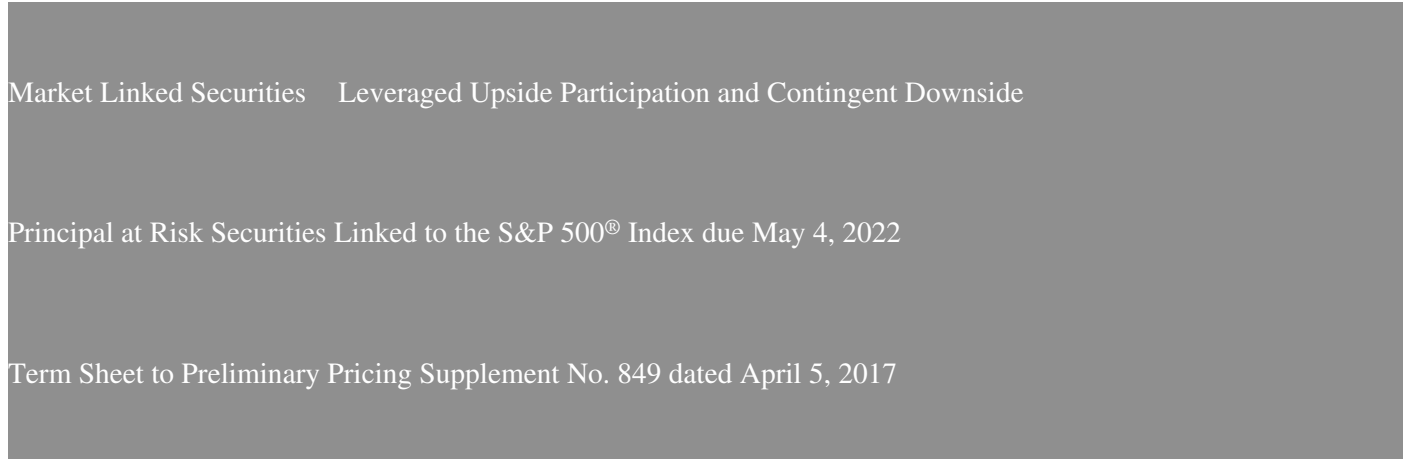 Market Linked Securities Leveraged Upside Participation and Contingent Downside
Principal at Risk Securities Linked to the S&P 500® Index due May 4, 2022
Term Sheet to Preliminary Pricing Supplement No. 849 dated April 5, 2017